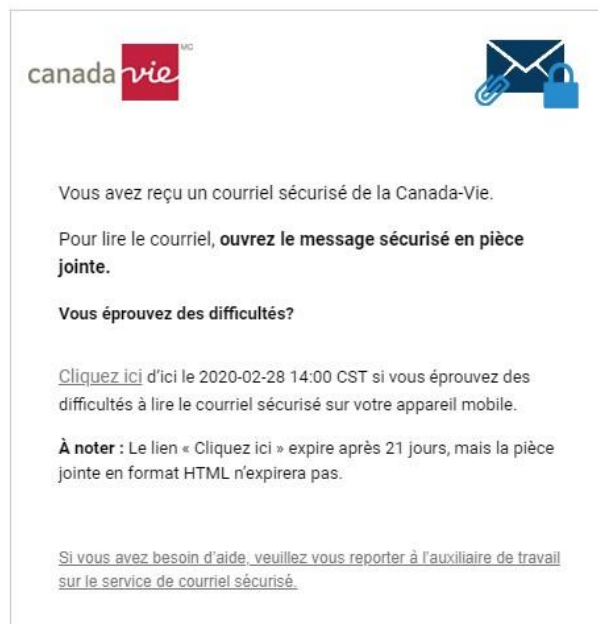 canada vie MC
Vous avez reçu un courriel sécurisé de la Canada-Vie.
Pour lire le courriel, ouvrez le message sécurisé en pièce
jointe.
Vous éprouvez des difficultés?
Cliquez ici d'ici le 2020-02-28 14:00 CST si vous éprouvez des
difficultés à lire le courriel sécurisé sur votre appareil mobile.
À noter : Le lien « Cliquez ici » expire après 21 jours, mais la pièce
jointe en format HTML n'expirera pas.
Si vous avez besoin d'aide, veuillez vous reporter à l'auxiliaire de travail
sur le service de courriel sécurisé.